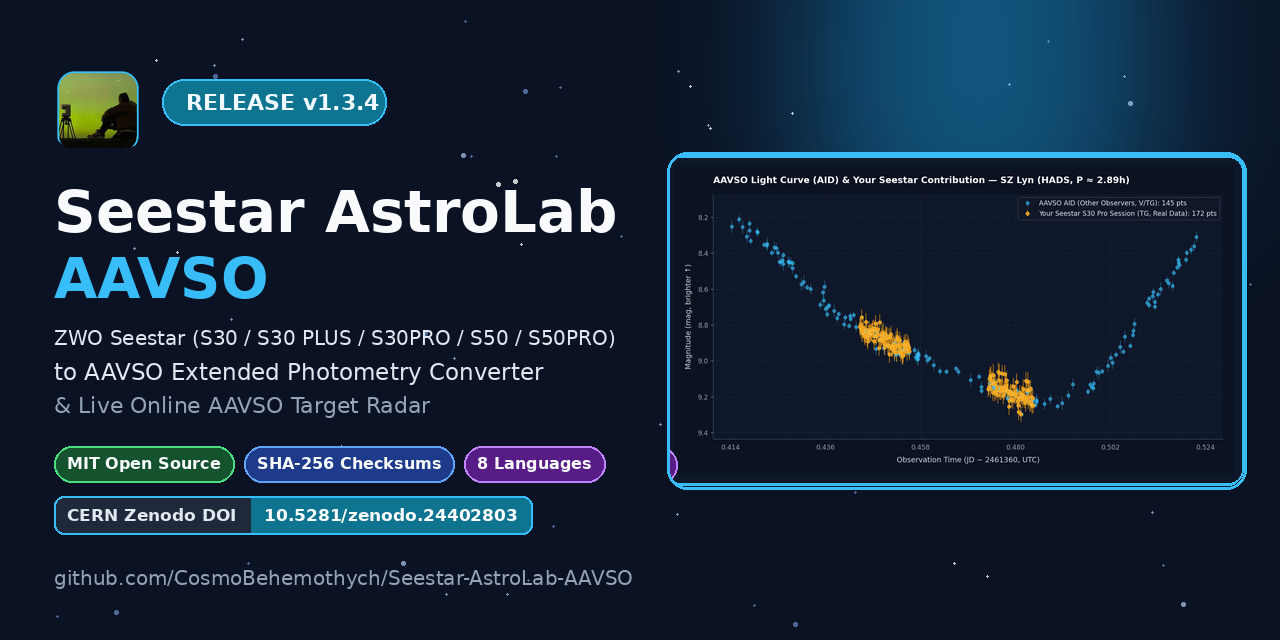 RELEASE v1.3.4
Seestar AstroLab
AAVSO
ZWO Seestar (S30 / S30 PLUS / S30PRO / S50 / S50PRO)
to AAVSO Extended Photometry Converter
& Live Online AAVSO Target Radar
MIT Open Source
SHA-256 Checksums
8 Languages
CERN Zenodo DOI
10.5281/zenodo.24402803
github.com/CosmoBehemothych/Seestar-AstroLab-AAVSO
AAVSO Light Curve (AID) & Your Seestar Contribution — SZ Lyn (HADS, P ≈ 2.89h)
AAVSO AID (Other Observers, V/TG): 145 pts
Your Seestar S30 Pro Session (TG, Real Data): 172 pts
Magnitude (mag, brighter ↑)
8.2
8.4
8.6
8.8
9.0
9.2
9.4
0.414
0.436
0.458
0.480
0.502
0.524
Observation Time (JD − 2461360, UTC)